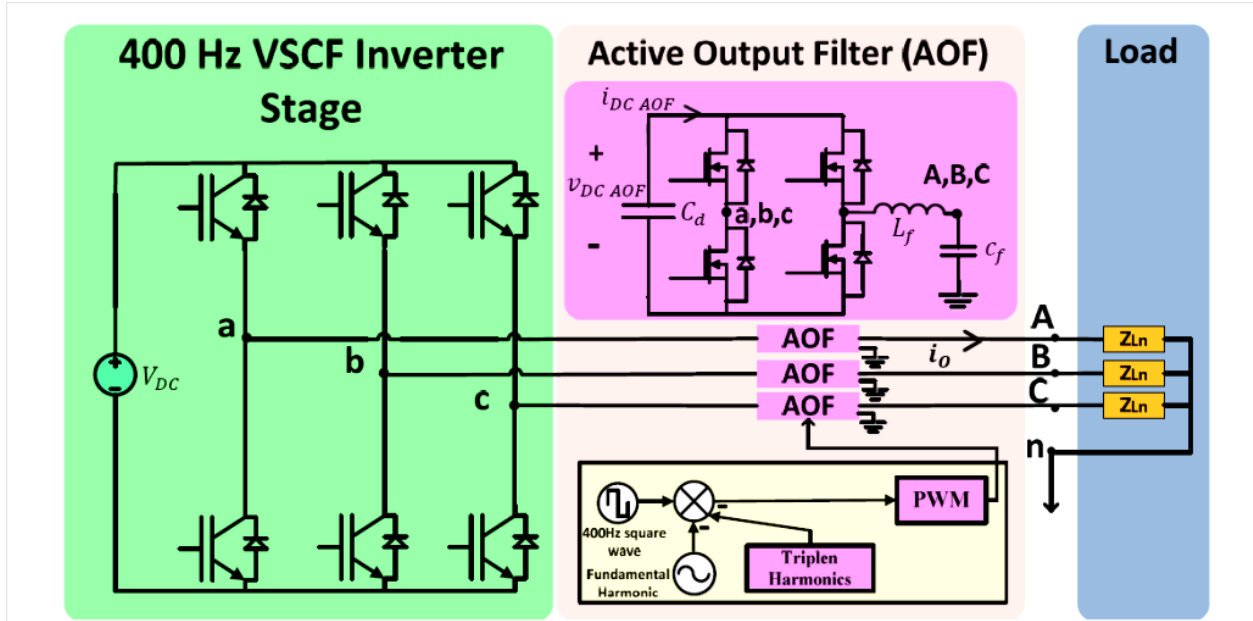 400 Hz VSCF Inverter
Stage
Active Output Filter (AOF)
Load
i_DC AOF
+
v_DC AOF
-
C_d
a,b,c
A,B,C
L_f
c_f
a
b
c
+
-
V_DC
AOF
AOF
AOF
i_o
A
B
C
n
Z_Ln
Z_Ln
Z_Ln
400Hz square
wave
Fundamental
Harmonic
-
-
-
Triplen
Harmonics
PWM